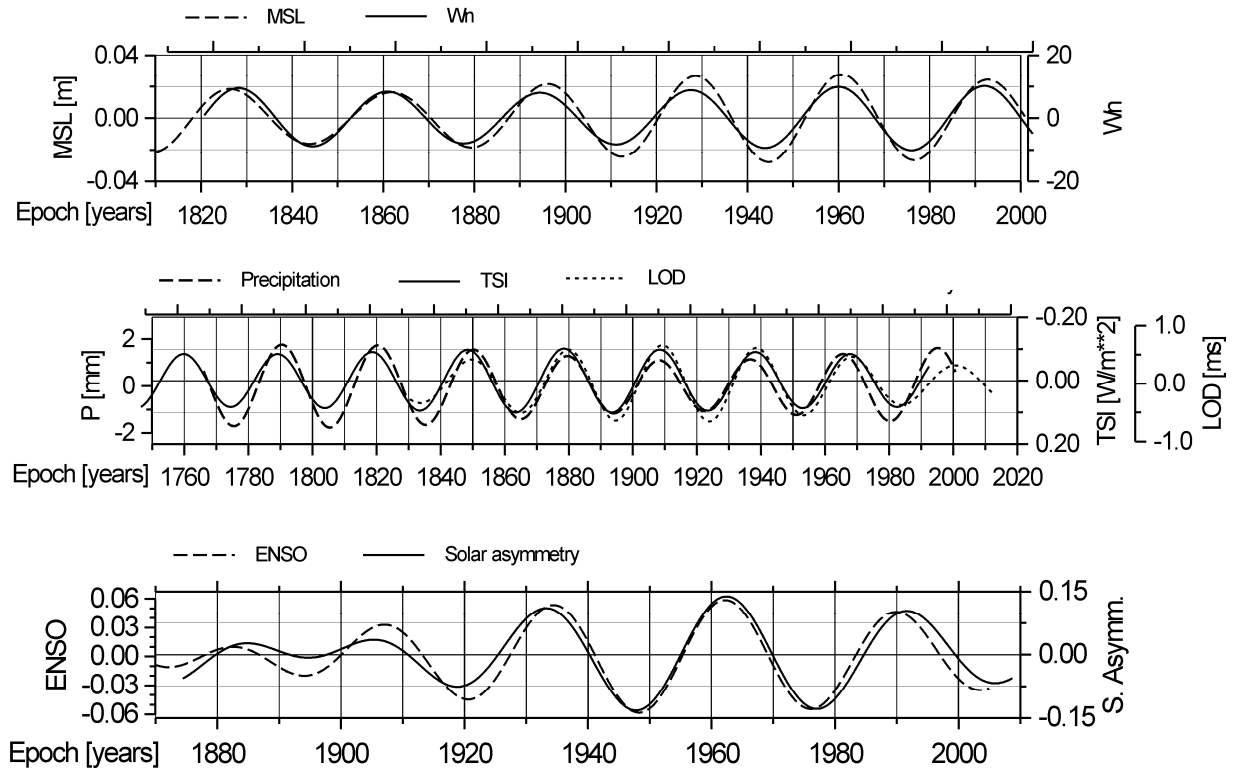 MSL Wn
0.04 20
0.00 0
-0.04 -20
MSL [m]
Wn
Epoch [years] 1820 1840 1860 1880 1900 1920 1940 1960 1980 2000
Precipitation TSI LOD
2 -0.20 1.0
0 0.00 0.0
-2 0.20 -1.0
P [mm]
TSI [W/m**2]
LOD [ms]
Epoch [years] 1760 1780 1800 1820 1840 1860 1880 1900 1920 1940 1960 1980 2000 2020
ENSO Solar asymmetry
0.06 0.15
0.03
0.00 0.00
-0.03
-0.06 -0.15
ENSO
S. Asymm.
Epoch [years] 1880 1900 1920 1940 1960 1980 2000